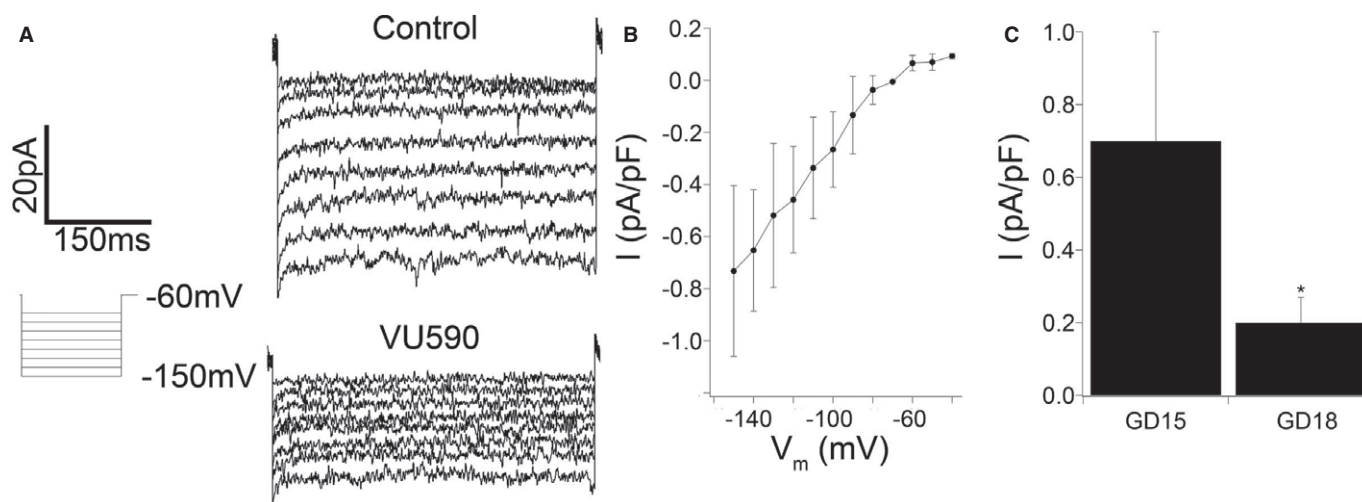 A
Control
20pA
150ms
-60mV
-150mV
VU590
B
0.2
0.0
-0.2
-0.4
-0.6
-0.8
-1.0
I (pA/pF)
-140
-100
-60
Vm (mV)
C
1.0
0.8
0.6
0.4
0.2
0.0
I (pA/pF)
*
GD15
GD18